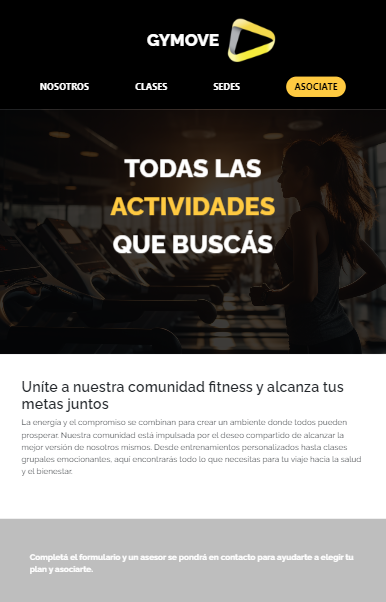 GYMOVE
NOSOTROS CLASES SEDES ASOCIATE
TODAS LAS
ACTIVIDADES
QUE BUSCÁS
Uníte a nuestra comunidad fitness y alcanza tus
metas juntos
La energía y el compromiso se combinan para crear un ambiente donde todos pueden
prosperar. Nuestra comunidad está impulsada por el deseo compartido de alcanzar la
mejor versión de nosotros mismos. Desde entrenamientos personalizados hasta clases
grupales emocionantes, aquí encontrarás todo lo que necesitas para tu viaje hacia la salud
y el bienestar.
Completá el formulario y un asesor se pondrá en contacto para ayudarte a elegir tu
plan y asociarte.